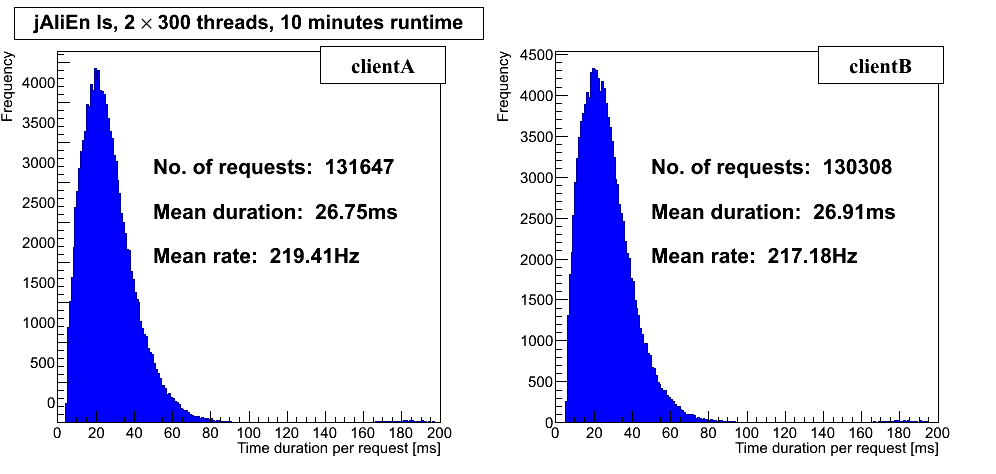 jAliEn ls, 2 × 300 threads, 10 minutes runtime
clientA
Frequency
4000
3500
3000
2500
2000
1500
1000
500
0
No. of requests: 131647
Mean duration: 26.75ms
Mean rate: 219.41Hz
0 20 40 60 80 100 120 140 160 180 200
Time duration per request [ms]
clientB
Frequency
4500
4000
3500
3000
2500
2000
1500
1000
500
0
No. of requests: 130308
Mean duration: 26.91ms
Mean rate: 217.18Hz
0 20 40 60 80 100 120 140 160 180 200
Time duration per request [ms]